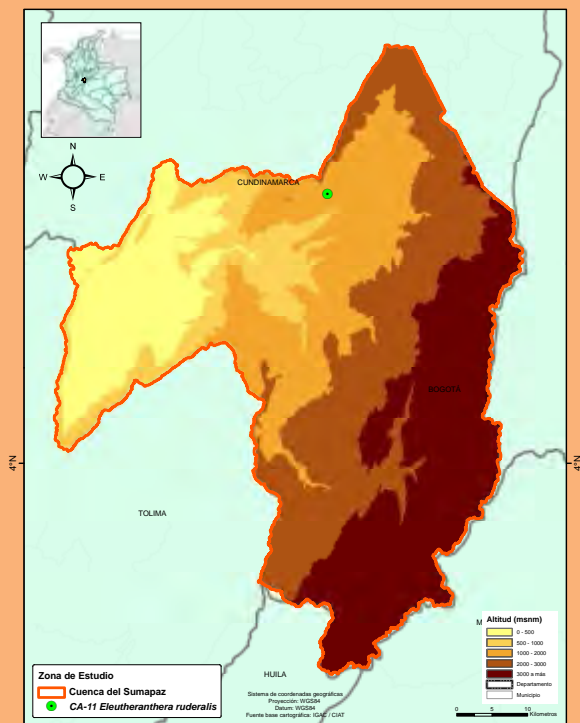 N
W
E
S
CUNDINAMARCA
BOGOTÁ
4°N
4°N
TOLIMA
M
HUILA
Altitud (msnm)
0 - 500
500 - 1000
1000 - 2000
2000 - 3000
3000 a más
Departamento
Municipio
0 5 10
Kilometros
Zona de Estudio
Cuenca del Sumapaz
CA-11 Eleutheranthera ruderalis
Sistema de coordenadas geográficas
Proyección: WGS84
Datum: WGS84
Fuente base cartográfica: IGAC / CIAT